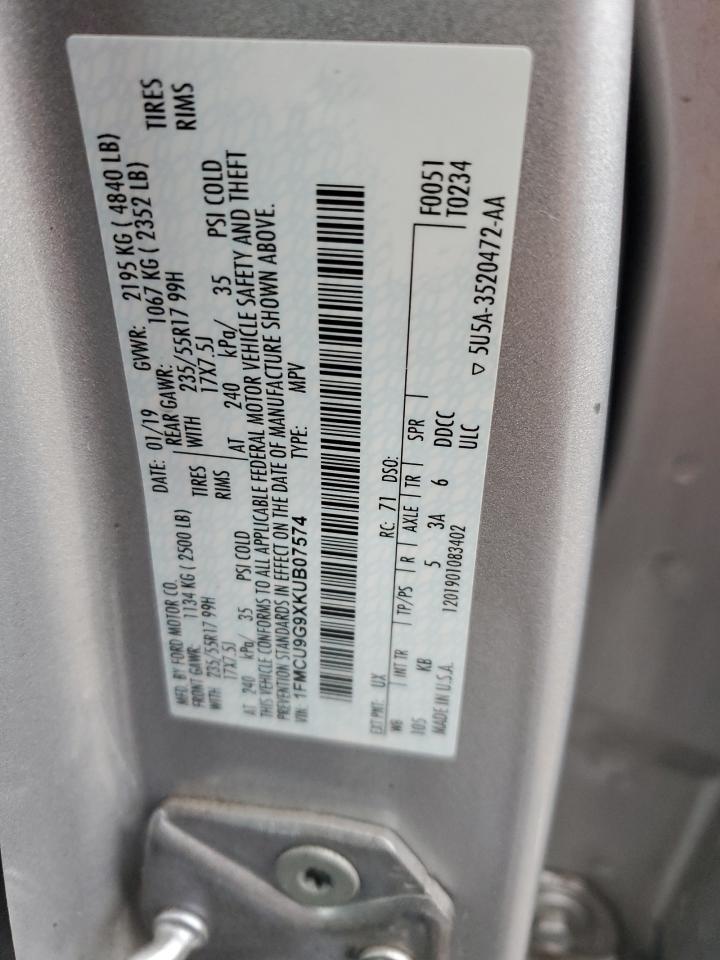 MFD. BY FORD MOTOR CO.
DATE: 01/19 GVWR: 2195 KG ( 4840 LB)
FRONT GAWR: 1134 KG ( 2500 LB) REAR GAWR: 1067 KG ( 2352 LB)
WITH 235/55R17 99H TIRES WITH 235/55R17 99H TIRES
17X7.5J RIMS 17X7.5J RIMS
AT 240 kPa/ 35 PSI COLD AT 240 kPa/ 35 PSI COLD
THIS VEHICLE CONFORMS TO ALL APPLICABLE FEDERAL MOTOR VEHICLE SAFETY AND THEFT
PREVENTION STANDARDS IN EFFECT ON THE DATE OF MANUFACTURE SHOWN ABOVE.
VIN: 1FMCU9G9XKUB07574 TYPE: MPV
F0051
T0234
EXT PNT: UX RC: 71 DSO:
WB INT TR TP/PS R AXLE TR SPR
105 KB 5 3A 6 DDCC
MADE IN U.S.A. 1201901083402 ULC
▽ 5U5A-3520472-AA